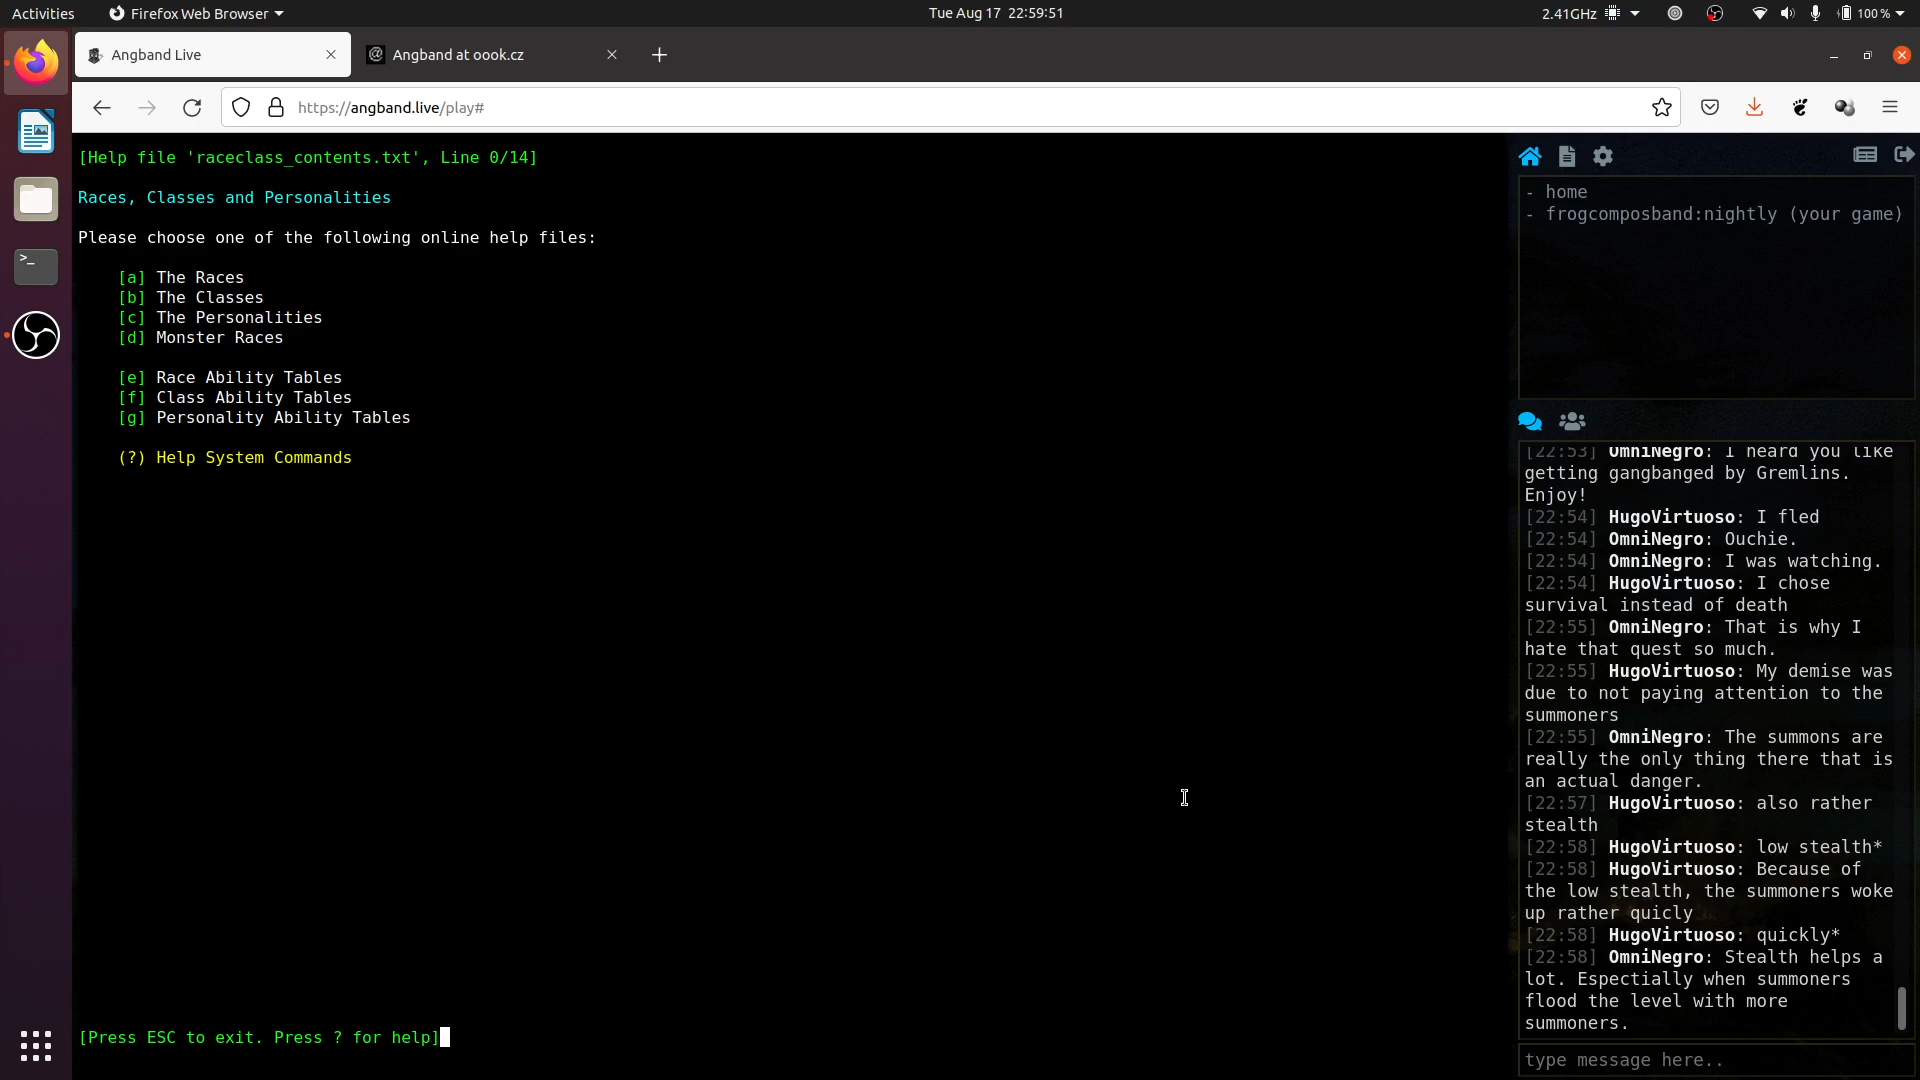 Activities
Firefox Web Browser
Tue Aug 17 22:59:51
2.41GHz
100 %
Angband Live
Angband at oook.cz
https://angband.live/play#
[Help file 'raceclass_contents.txt', Line 0/14]
Races, Classes and Personalities
Please choose one of the following online help files:
[a] The Races
[b] The Classes
[c] The Personalities
[d] Monster Races
[e] Race Ability Tables
[f] Class Ability Tables
[g] Personality Ability Tables
(?) Help System Commands
[Press ESC to exit. Press ? for help]
- home
- frogcomposband:nightly (your game)
[22:53] OmniNegro: I heard you like
getting gangbanged by Gremlins.
Enjoy!
[22:54] HugoVirtuoso: I fled
[22:54] OmniNegro: Ouchie.
[22:54] OmniNegro: I was watching.
[22:54] HugoVirtuoso: I chose
survival instead of death
[22:55] OmniNegro: That is why I
hate that quest so much.
[22:55] HugoVirtuoso: My demise was
due to not paying attention to the
summoners
[22:55] OmniNegro: The summons are
really the only thing there that is
an actual danger.
[22:57] HugoVirtuoso: also rather
stealth
[22:58] HugoVirtuoso: low stealth*
[22:58] HugoVirtuoso: Because of
the low stealth, the summoners woke
up rather quicly
[22:58] HugoVirtuoso: quickly*
[22:58] OmniNegro: Stealth helps a
lot. Espectially when summoners
flood the level with more
summoners.
type message here..